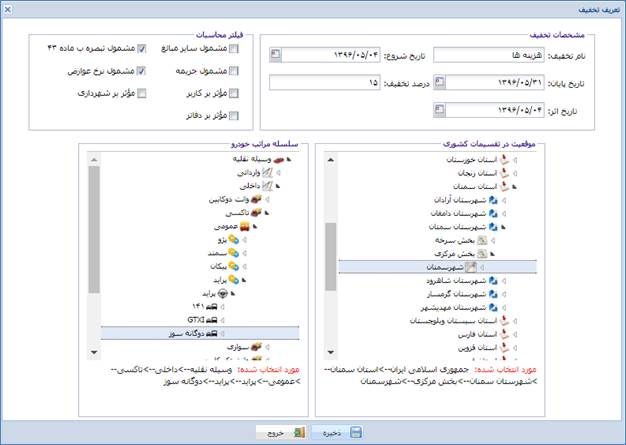 تعریف تخفیف
مشخصات تخفیف
نام تخفیف: هزینه ها
تاریخ شروع: ۱۳۹۶/۰۵/۰۴
تاریخ پایان: ۱۳۹۶/۰۵/۳۱
درصد تخفیف: ۱۵
تاریخ اثر: ۱۳۹۶/۰۵/۰۴
فیلتر محاسبات
مشمول سایر مبالغ
مشمول تبصره ب ماده ۴۳
مشمول جریمه
مشمول نرخ عوارض
مؤثر بر کاربر
مؤثر بر شهرداری
مؤثر بر دفاتر
موقعیت در تقسیمات کشوری
استان خوزستان
استان زنجان
استان سمنان
شهرستان آرادان
شهرستان دامغان
شهرستان سمنان
بخش سرخه
بخش مرکزی
شهرسمنان
شهرستان شاهرود
شهرستان گرمسار
شهرستان مهدیشهر
استان سیستان وبلوچستان
استان فارس
استان قزوین
مورد انتخاب شده: جمهوری اسلامی ایران-->استان سمنان--
>شهرستان سمنان-->بخش مرکزی-->شهرسمنان
سلسله مراتب خودرو
وسیله نقلیه
وارداتی
داخلی
وانت دوکابین
تاکسی
عمومی
پژو
سمند
پیکان
پراید
پراید
۱۴۱
GTXI
دوگانه سوز
سواری
مورد انتخاب شده: وسیله نقلیه-->داخلی-->تاکسی--
>عمومی-->پراید-->پراید-->دوگانه سوز
ذخیره
خروج